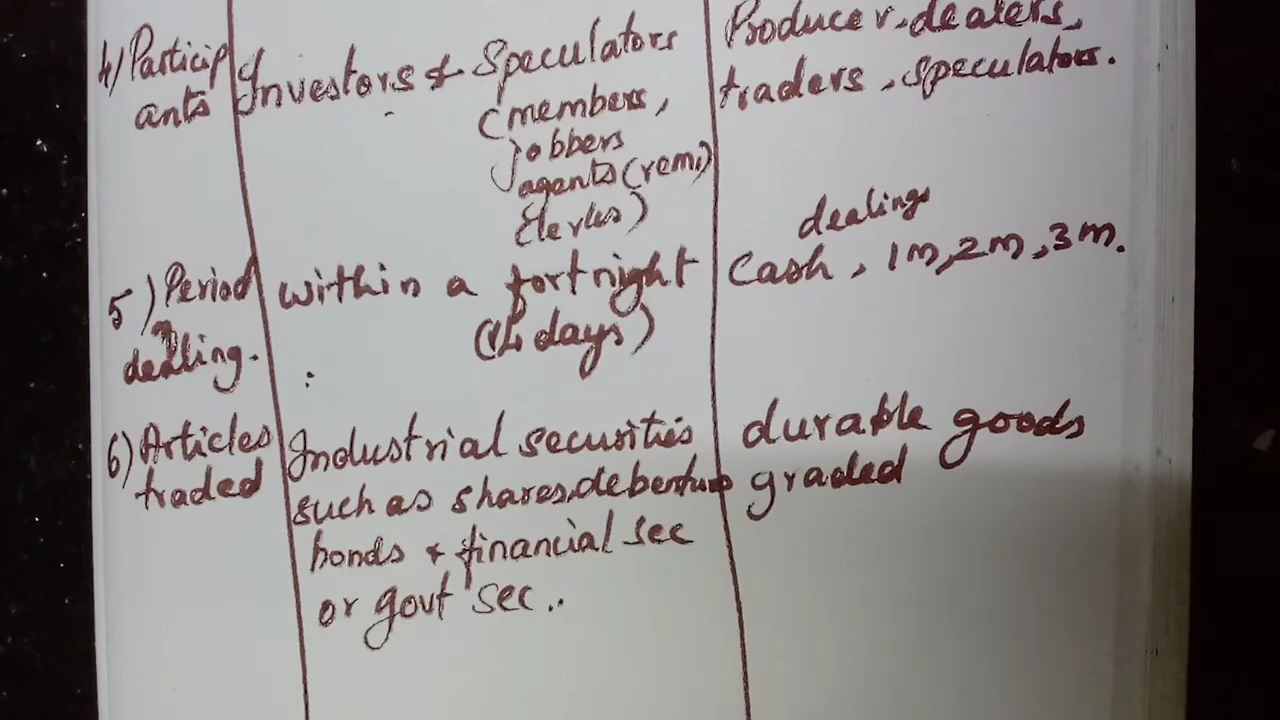 4) Particip
ants
Investors & Speculators
(members,
jobbers
agents (remi)
clerks)
Producer, dealers,
traders, speculators.
5) Period
dealing.
within a fortnight
(14 days)
dealings
Cash, 1m, 2m, 3m.
6) Articles
traded
Industrial securities
such as shares, debentures
bonds & financial sec
or govt sec..
durable goods
graded